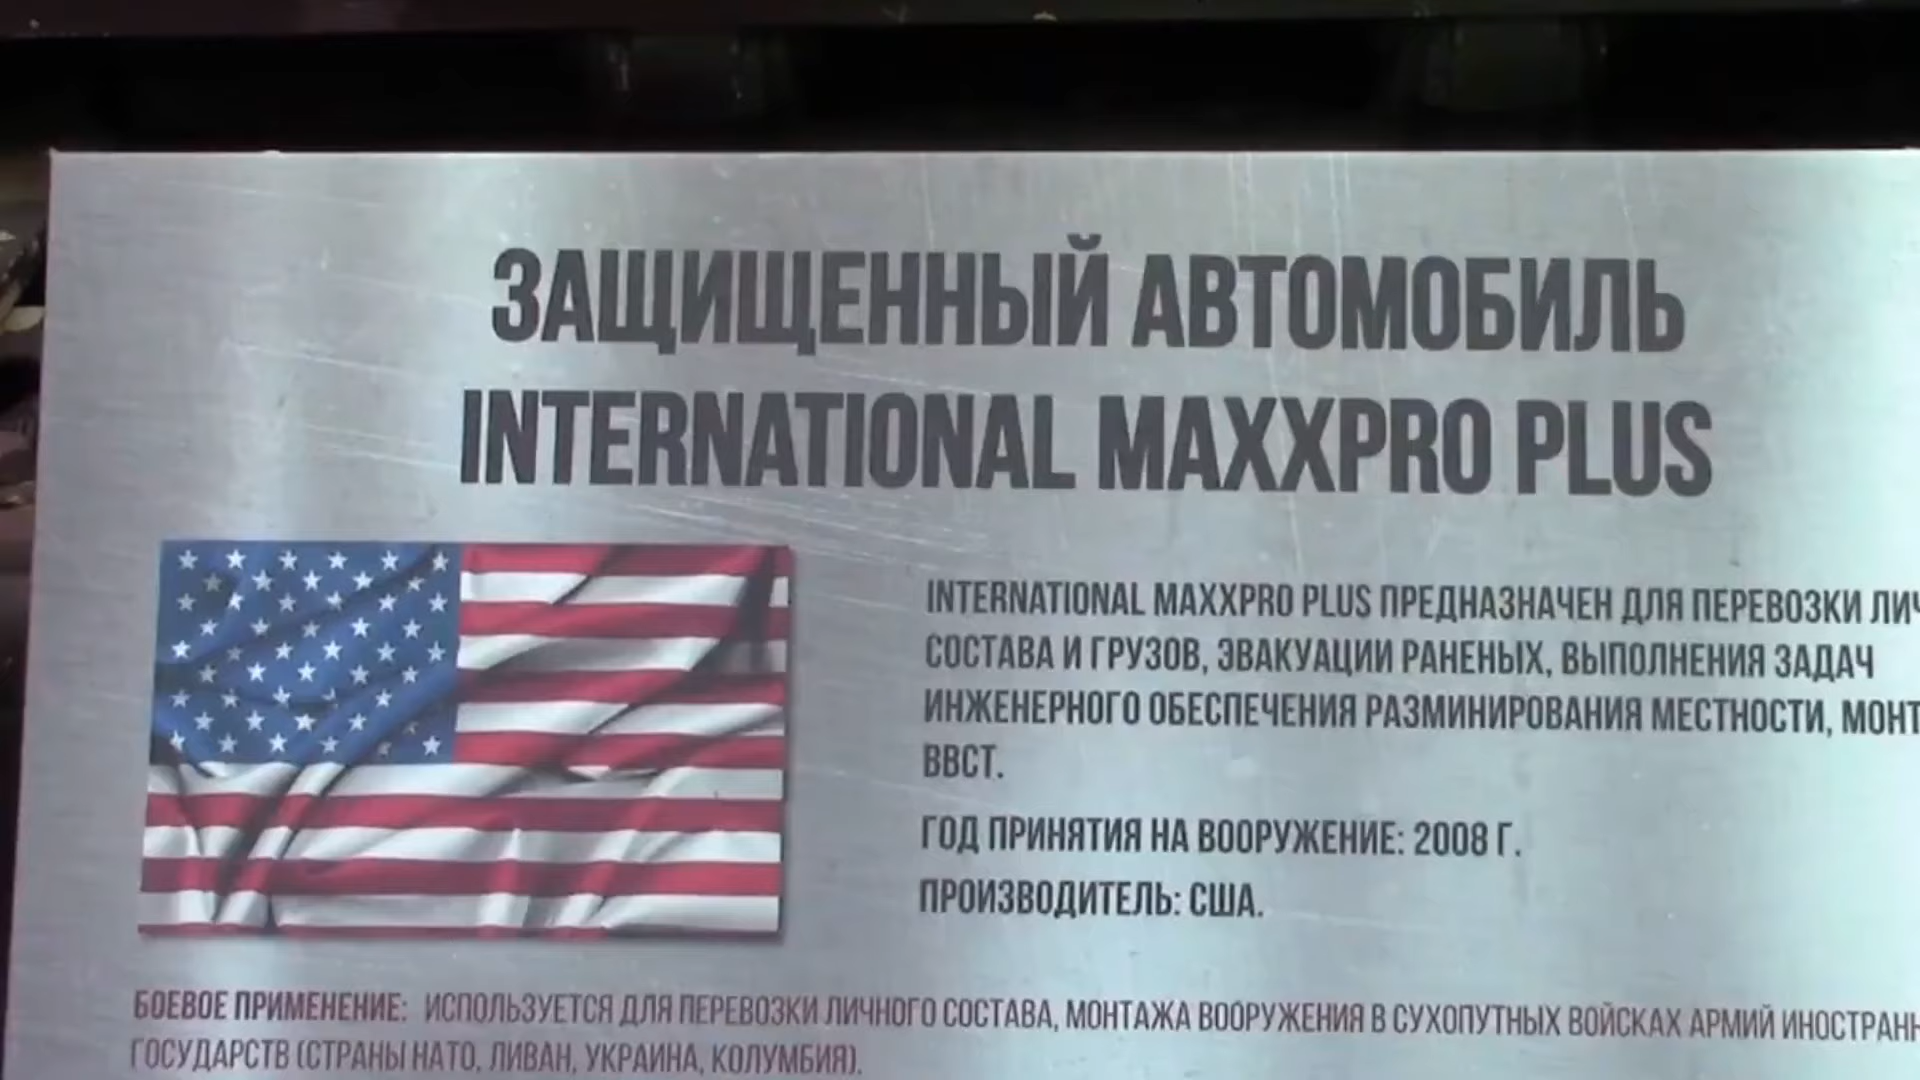 ЗАЩИЩЕННЫЙ АВТОМОБИЛЬ
INTERNATIONAL MAXXPRO PLUS
INTERNATIONAL MAXXPRO PLUS ПРЕДНАЗНАЧЕН ДЛЯ ПЕРЕВОЗКИ
СОСТАВА И ГРУЗОВ, ЭВАКУАЦИИ РАНЕНЫХ, ВЫПОЛНЕНИЯ ЗАДАЧ
ИНЖЕНЕРНОГО ОБЕСПЕЧЕНИЯ РАЗМИНИРОВАНИЯ МЕСТНОСТИ,
ВВСТ.
ГОД ПРИНЯТИЯ НА ВООРУЖЕНИЕ: 2008 Г.
ПРОИЗВОДИТЕЛЬ: США.
БОЕВОЕ ПРИМЕНЕНИЕ: ИСПОЛЬЗУЕТСЯ ДЛЯ ПЕРЕВОЗКИ ЛИЧНОГО СОСТАВА, МОНТАЖА ВООРУЖЕНИЯ В СУХОПУТНЫХ ВОЙСКАХ АРМИЙ
ГОСУДАРСТВ (СТРАНЫ НАТО, ЛИВАН, УКРАИНА, КОЛУМБИЯ).